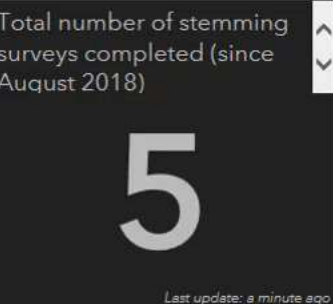 Total number of stemming
surveys completed (since
August 2018)
5
Last update: a minute ago